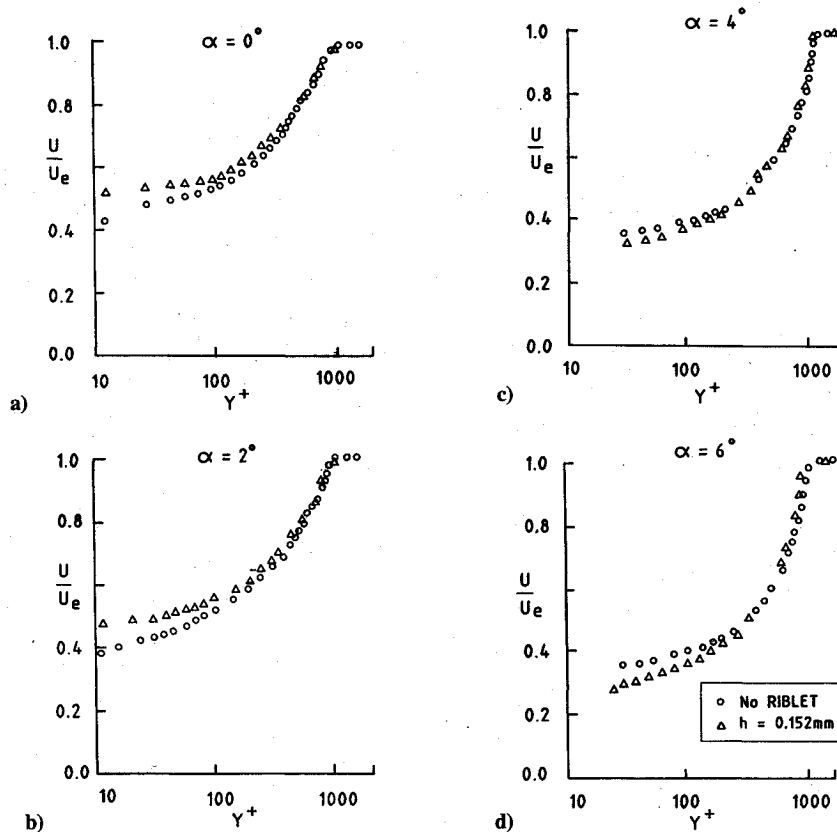 α = 0°
1.0
0.8
U
Ue
0.6
0.4
0.2
0.0
10
100
1000
Y+
a)
α = 4°
1.0
0.8
U
Ue
0.6
0.4
0.2
0.0
10
100
1000
Y+
c)
α = 2°
1.0
0.8
U
Ue
0.6
0.4
0.2
0.0
10
100
1000
Y+
b)
α = 6°
1.0
0.8
U
Ue
0.6
0.4
0.2
0.0
No RIBLET
h = 0.152mm
10
100
1000
Y+
d)